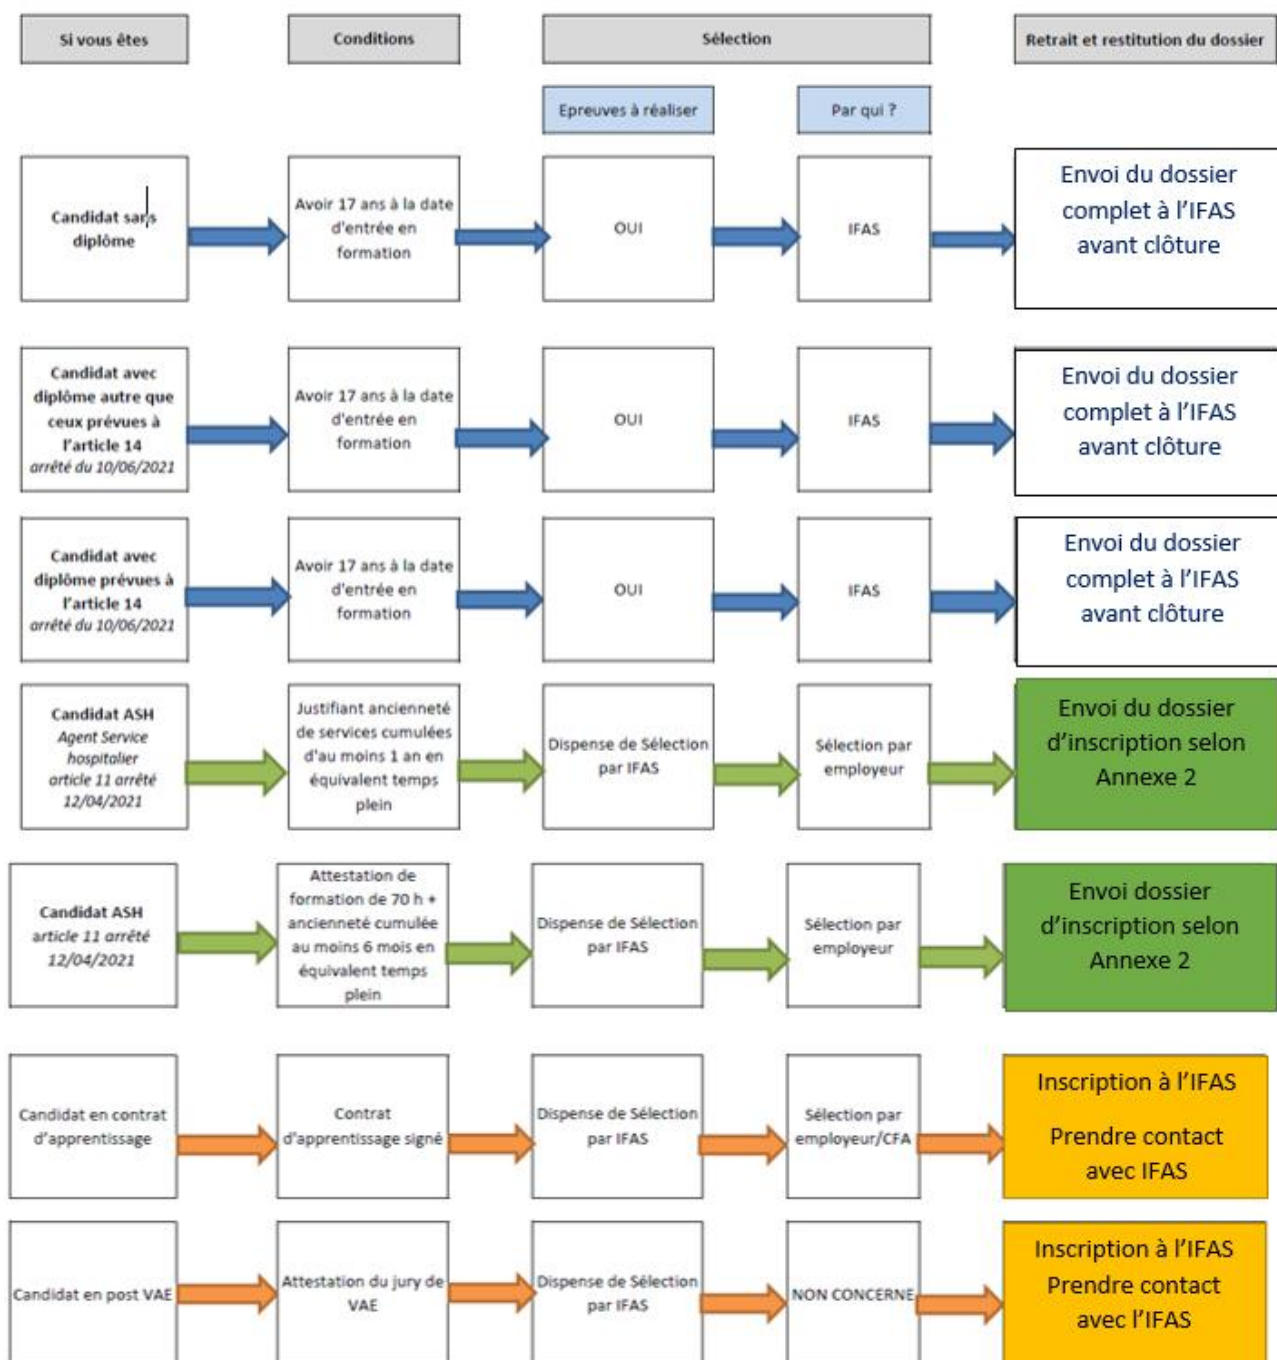 Si vous êtes
Conditions
Sélection
Retrait et restitution du dossier
Epreuves à réaliser
Par qui ?
Candidat sans
diplôme
Avoir 17 ans à la date
d'entrée en
formation
OUI
IFAS
Envoi du dossier
complet à l'IFAS
avant clôture
Candidat avec
diplôme autre que
ceux prévues à
l'article 14
arrêté du 10/06/2021
Avoir 17 ans à la date
d'entrée en
formation
OUI
IFAS
Envoi du dossier
complet à l'IFAS
avant clôture
Candidat avec
diplôme prévues à
l'article 14
arrêté du 10/06/2021
Avoir 17 ans à la date
d'entrée en
formation
OUI
IFAS
Envoi du dossier
complet à l'IFAS
avant clôture
Candidat ASH
Agent Service
hospitalier
article 11 arrêté
12/04/2021
Justifiant ancienneté
de services cumulées
d'au moins 1 an en
équivalent temps
plein
Dispense de Sélection
par IFAS
Sélection par
employeur
Envoi du dossier
d'inscription selon
Annexe 2
Candidat ASH
article 11 arrêté
12/04/2021
Attestation de
formation de 70 h +
ancienneté cumulée
au moins 6 mois en
équivalent temps
plein
Dispense de Sélection
par IFAS
Sélection par
employeur
Envoi dossier
d'inscription selon
Annexe 2
Candidat en contrat
d'apprentissage
Contrat
d'apprentissage signé
Dispense de Sélection
par IFAS
Sélection par
employeur/CFA
Inscription à l'IFAS
Prendre contact
avec IFAS
Candidat en post VAE
Attestation du jury de
VAE
Dispense de Sélection
par IFAS
NON CONCERNE
Inscription à l'IFAS
Prendre contact
avec l'IFAS